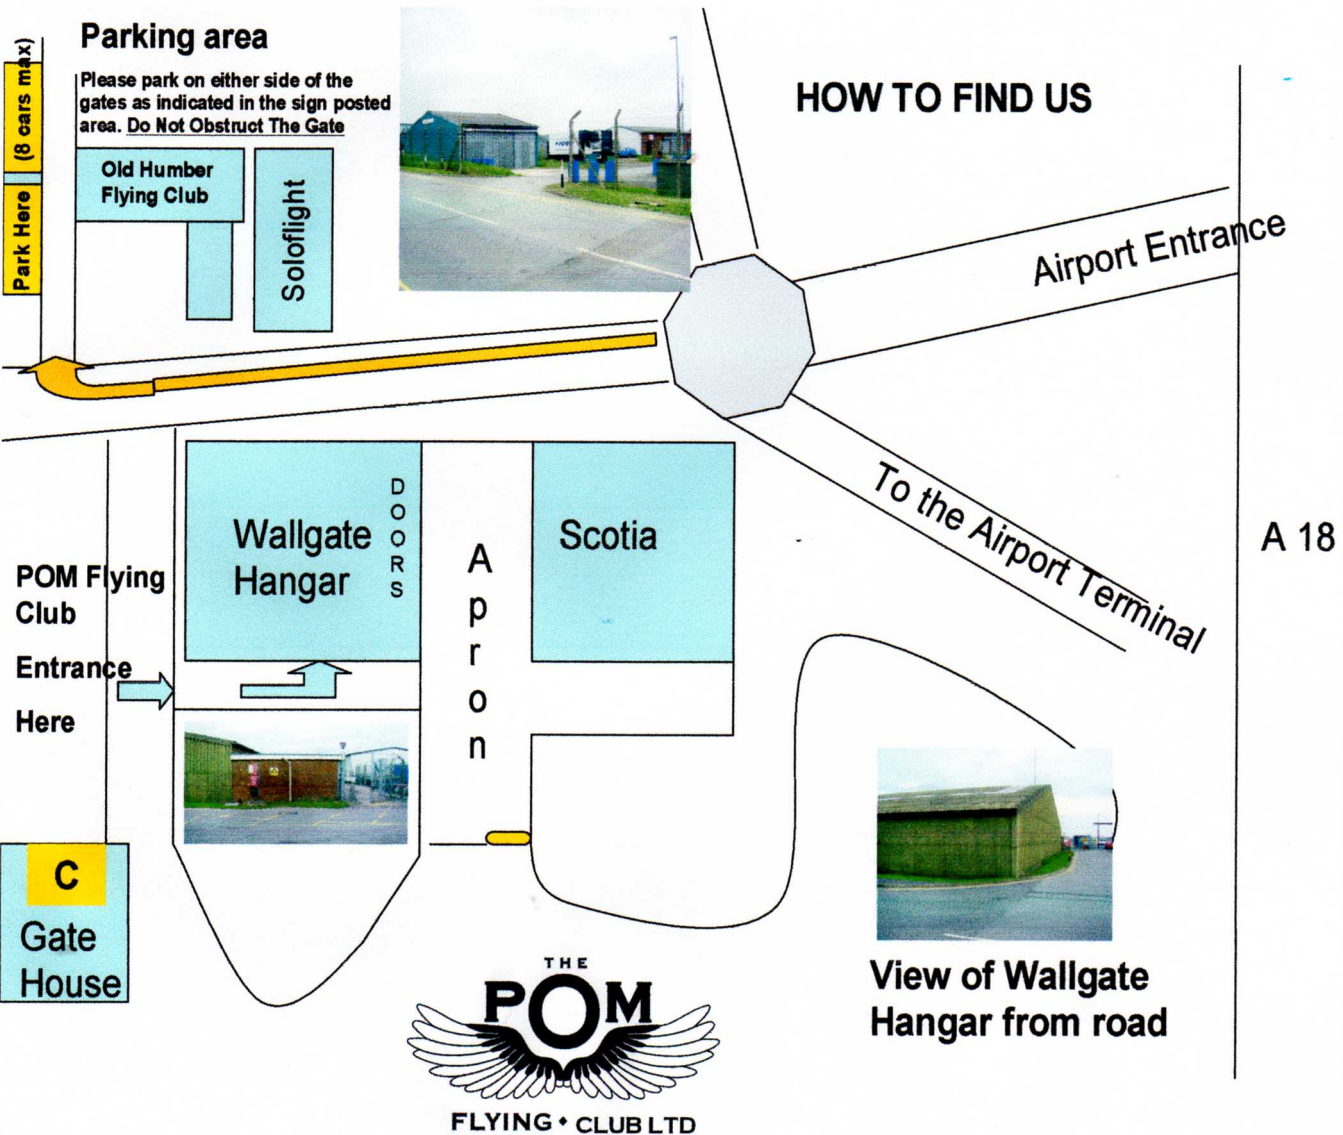 Parking area
Please park on either side of the
gates as indicated in the sign posted
area. Do Not Obstruct The Gate
Park Here (8 cars max)
Old Humber
Flying Club
Soloflight
HOW TO FIND US
Airport Entrance
To the Airport Terminal
A 18
Wallgate
Hangar
DOORS
Apron
Scotia
POM Flying
Club
Entrance
Here
C
Gate
House
View of Wallgate
Hangar from road
THE
POM
FLYING • CLUB LTD